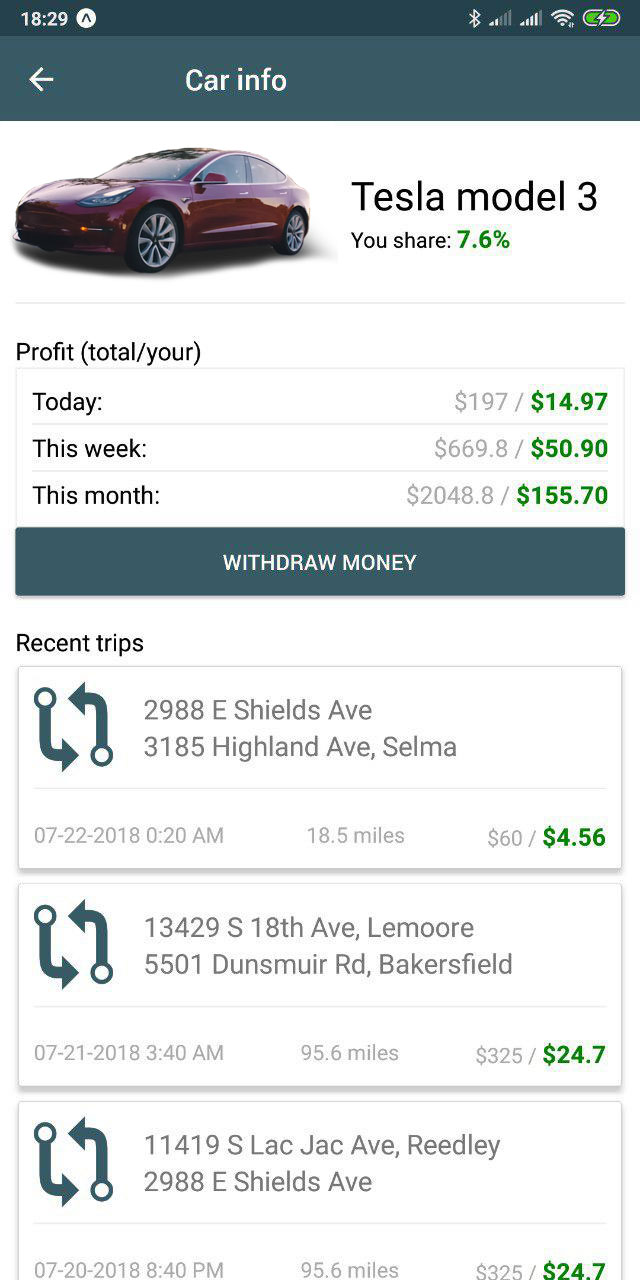 18:29
Car info
Tesla model 3
You share: 7.6%
Profit (total/your)
Today: $197 / $14.97
This week: $669.8 / $50.90
This month: $2048.8 / $155.70
WITHDRAW MONEY
Recent trips
2988 E Shields Ave
3185 Highland Ave, Selma
07-22-2018 0:20 AM 18.5 miles $60 / $4.56
13429 S 18th Ave, Lemoore
5501 Dunsmuir Rd, Bakersfield
07-21-2018 3:40 AM 95.6 miles $325 / $24.7
11419 S Lac Jac Ave, Reedley
2988 E Shields Ave
07-20-2018 8:40 PM 95.6 miles $325 / $24.7